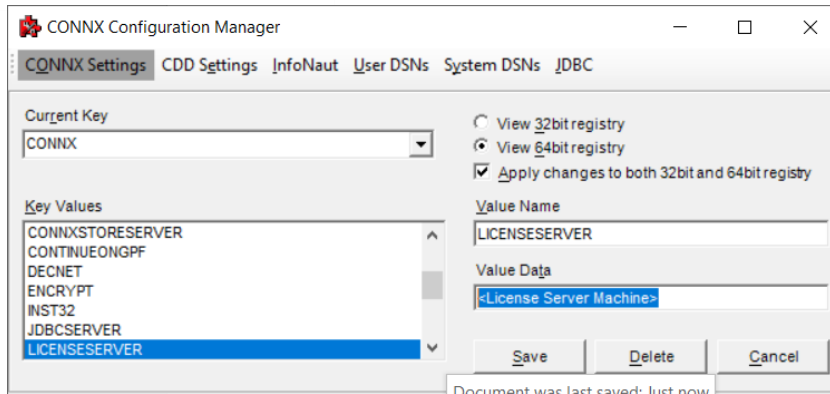 CONNX Configuration Manager
CONNX Settings CDD Settings InfoNaut User DSNs System DSNs JDBC
Current Key
CONNX
View 32bit registry
View 64bit registry
Apply changes to both 32bit and 64bit registry
Key Values
CONNXSTORESERVER
CONTINUEONGPF
DECNET
ENCRYPT
INST32
JDBCSERVER
LICENSESERVER
Value Name
LICENSESERVER
Value Data
<License Server Machine>
Save Delete Cancel
Document was last saved: Just now